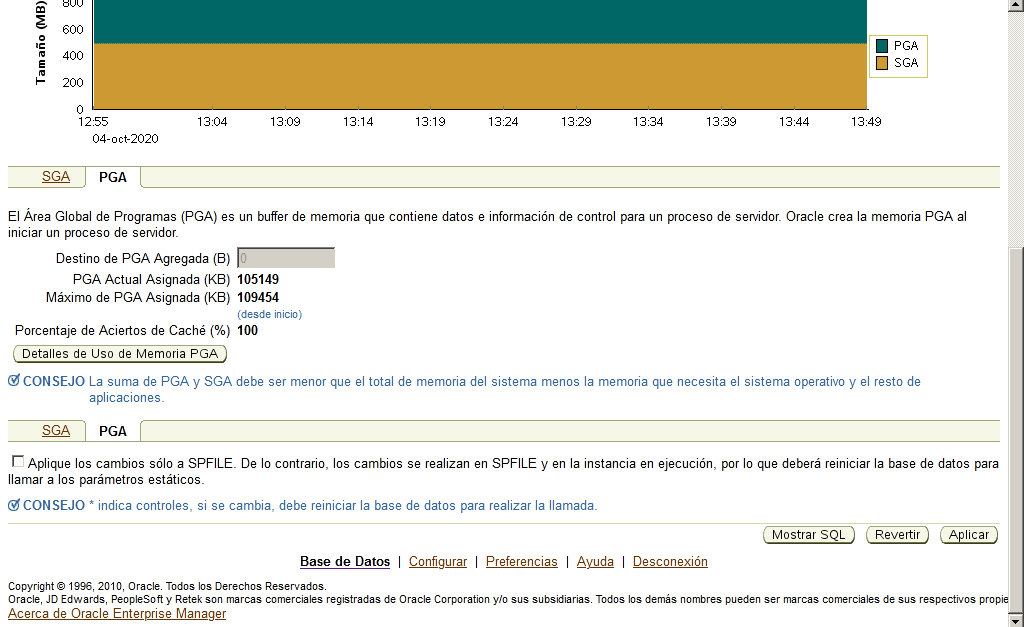 800
600
400
200
0
Tamaño (MB)
PGA
SGA
12:55 13:04 13:09 13:14 13:19 13:24 13:29 13:34 13:39 13:44 13:49
04-oct-2020
SGA PGA
El Área Global de Programas (PGA) es un buffer de memoria que contiene datos e información de control para un proceso de servidor. Oracle crea la memoria PGA al
iniciar un proceso de servidor.
Destino de PGA Agregada (B) 0
PGA Actual Asignada (KB) 105149
Máximo de PGA Asignada (KB) 109454
(desde inicio)
Porcentaje de Aciertos de Caché (%) 100
Detalles de Uso de Memoria PGA
CONSEJO La suma de PGA y SGA debe ser menor que el total de memoria del sistema menos la memoria que necesita el sistema operativo y el resto de
aplicaciones.
SGA PGA
Aplique los cambios sólo a SPFILE. De lo contrario, los cambios se realizan en SPFILE y en la instancia en ejecución, por lo que deberá reiniciar la base de datos para
llamar a los parámetros estáticos.
CONSEJO * indica controles, si se cambia, debe reiniciar la base de datos para realizar la llamada.
Mostrar SQL Revertir Aplicar
Base de Datos | Configurar | Preferencias | Ayuda | Desconexión
Copyright © 1996, 2010, Oracle. Todos los Derechos Reservados.
Oracle, JD Edwards, PeopleSoft y Retek son marcas comerciales registradas de Oracle Corporation y/o sus subsidiarias. Todos los demás nombres pueden ser marcas comerciales de sus respectivos propie
Acerca de Oracle Enterprise Manager